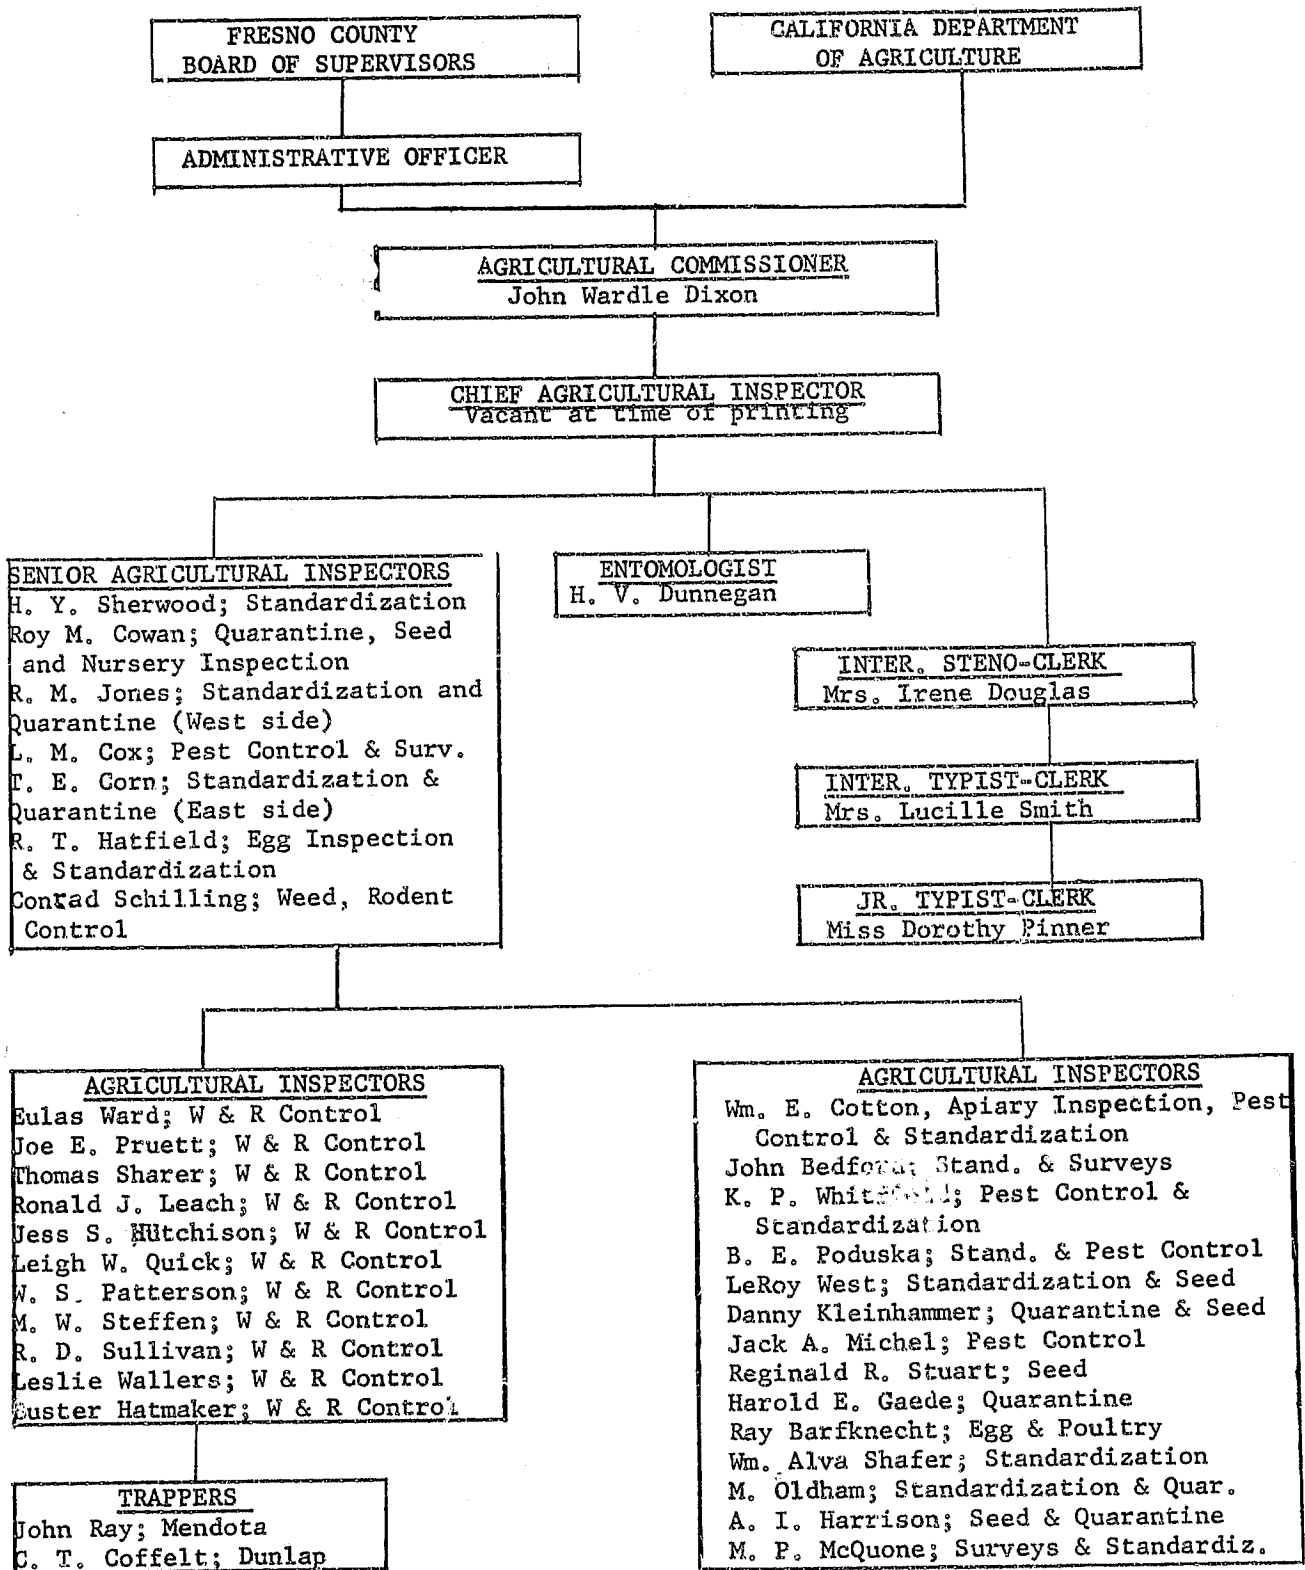 FRESNO COUNTY
BOARD OF SUPERVISORS
CALIFORNIA DEPARTMENT
OF AGRICULTURE
ADMINISTRATIVE OFFICER
AGRICULTURAL COMMISSIONER
John Wardle Dixon
CHIEF AGRICULTURAL INSPECTOR
Vacant at time of printing
SENIOR AGRICULTURAL INSPECTORS
H. Y. Sherwood; Standardization
Roy M. Cowan; Quarantine, Seed
and Nursery Inspection
R. M. Jones; Standardization and
Quarantine (West side)
L. M. Cox; Pest Control & Surv.
T. E. Corn; Standardization &
Quarantine (East side)
R. T. Hatfield; Egg Inspection
& Standardization
Conrad Schilling; Weed, Rodent
Control
ENTOMOLOGIST
H. V. Dunnegan
INTER. STENO-CLERK
Mrs. Irene Douglas
INTER. TYPIST-CLERK
Mrs. Lucille Smith
JR. TYPIST-CLERK
Miss Dorothy Pinner
AGRICULTURAL INSPECTORS
Eulas Ward; W & R Control
Joe E. Pruett; W & R Control
Thomas Sharer; W & R Control
Ronald J. Leach; W & R Control
Jess S. Hutchison; W & R Control
Leigh W. Quick; W & R Control
W. S. Patterson; W & R Control
M. W. Steffen; W & R Control
R. D. Sullivan; W & R Control
Leslie Wallers; W & R Control
Buster Hatmaker; W & R Control
TRAPPERS
John Ray; Mendota
C. T. Coffelt; Dunlap
AGRICULTURAL INSPECTORS
Wm. E. Cotton, Apiary Inspection, Pest
Control & Standardization
John Bedford; Stand. & Surveys
K. P. Pest Control &
Standardization
B. E. Poduska; Stand. & Pest Control
LeRoy West; Standardization & Seed
Danny Kleinhammer; Quarantine & Seed
Jack A. Michel; Pest Control
Reginald R. Stuart; Seed
Harold E. Gaede; Quarantine
Ray Barfknecht; Egg & Poultry
Wm. Alva Shafer; Standardization
M. Oldham; Standardization & Quar.
A. I. Harrison; Seed & Quarantine
M. P. McQuone; Surveys & Standardiz.